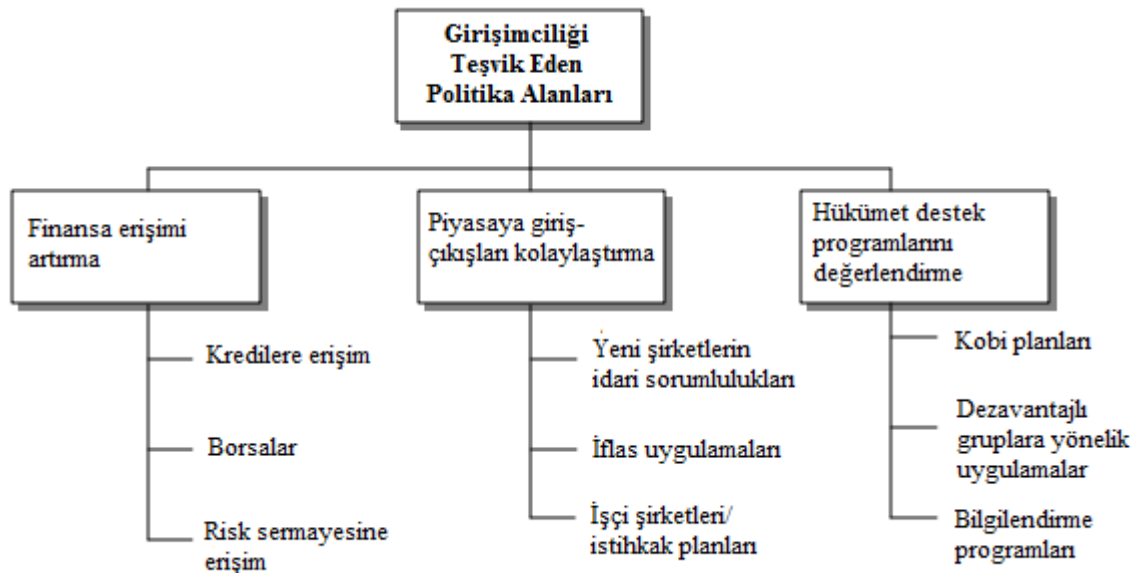 Girişimciliği
Teşvik Eden
Politika Alanları
Finansa erişimi
artırma
Kredilere erişim
Borsalar
Risk sermayesine
erişim
Piyasaya giriş-
çıkışları kolaylaştırma
Yeni şirketlerin
idari sorumlulukları
İflas uygulamaları
İşçi şirketleri/
istihkak planları
Hükümet destek
programlarını
değerlendirme
Kobi planları
Dezavantajlı
gruplara yönelik
uygulamalar
Bilgilendirme
programları